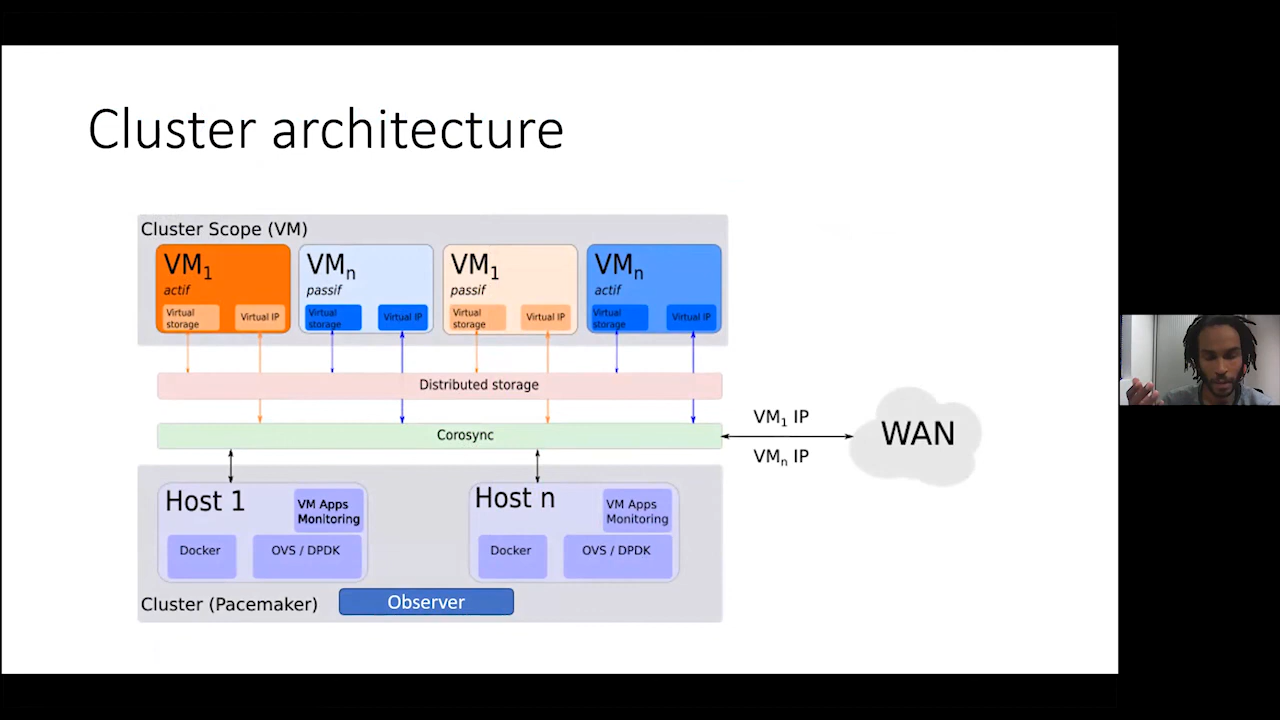 Cluster architecture
Cluster Scope (VM)
VM1
actif
Virtual
storage
Virtual IP
VMn
passif
Virtual
storage
Virtual IP
VM1
passif
Virtual
storage
Virtual IP
VMn
actif
Virtual
storage
Virtual IP
Distributed storage
Corosync
VM1 IP
VMn IP
WAN
Host 1
VM Apps
Monitoring
Docker
OVS / DPDK
Host n
VM Apps
Monitoring
Docker
OVS / DPDK
Cluster (Pacemaker)
Observer